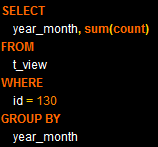 SELECT
year_month, sum(count)
FROM
t_view
WHERE
id = 130
GROUP BY
year_month